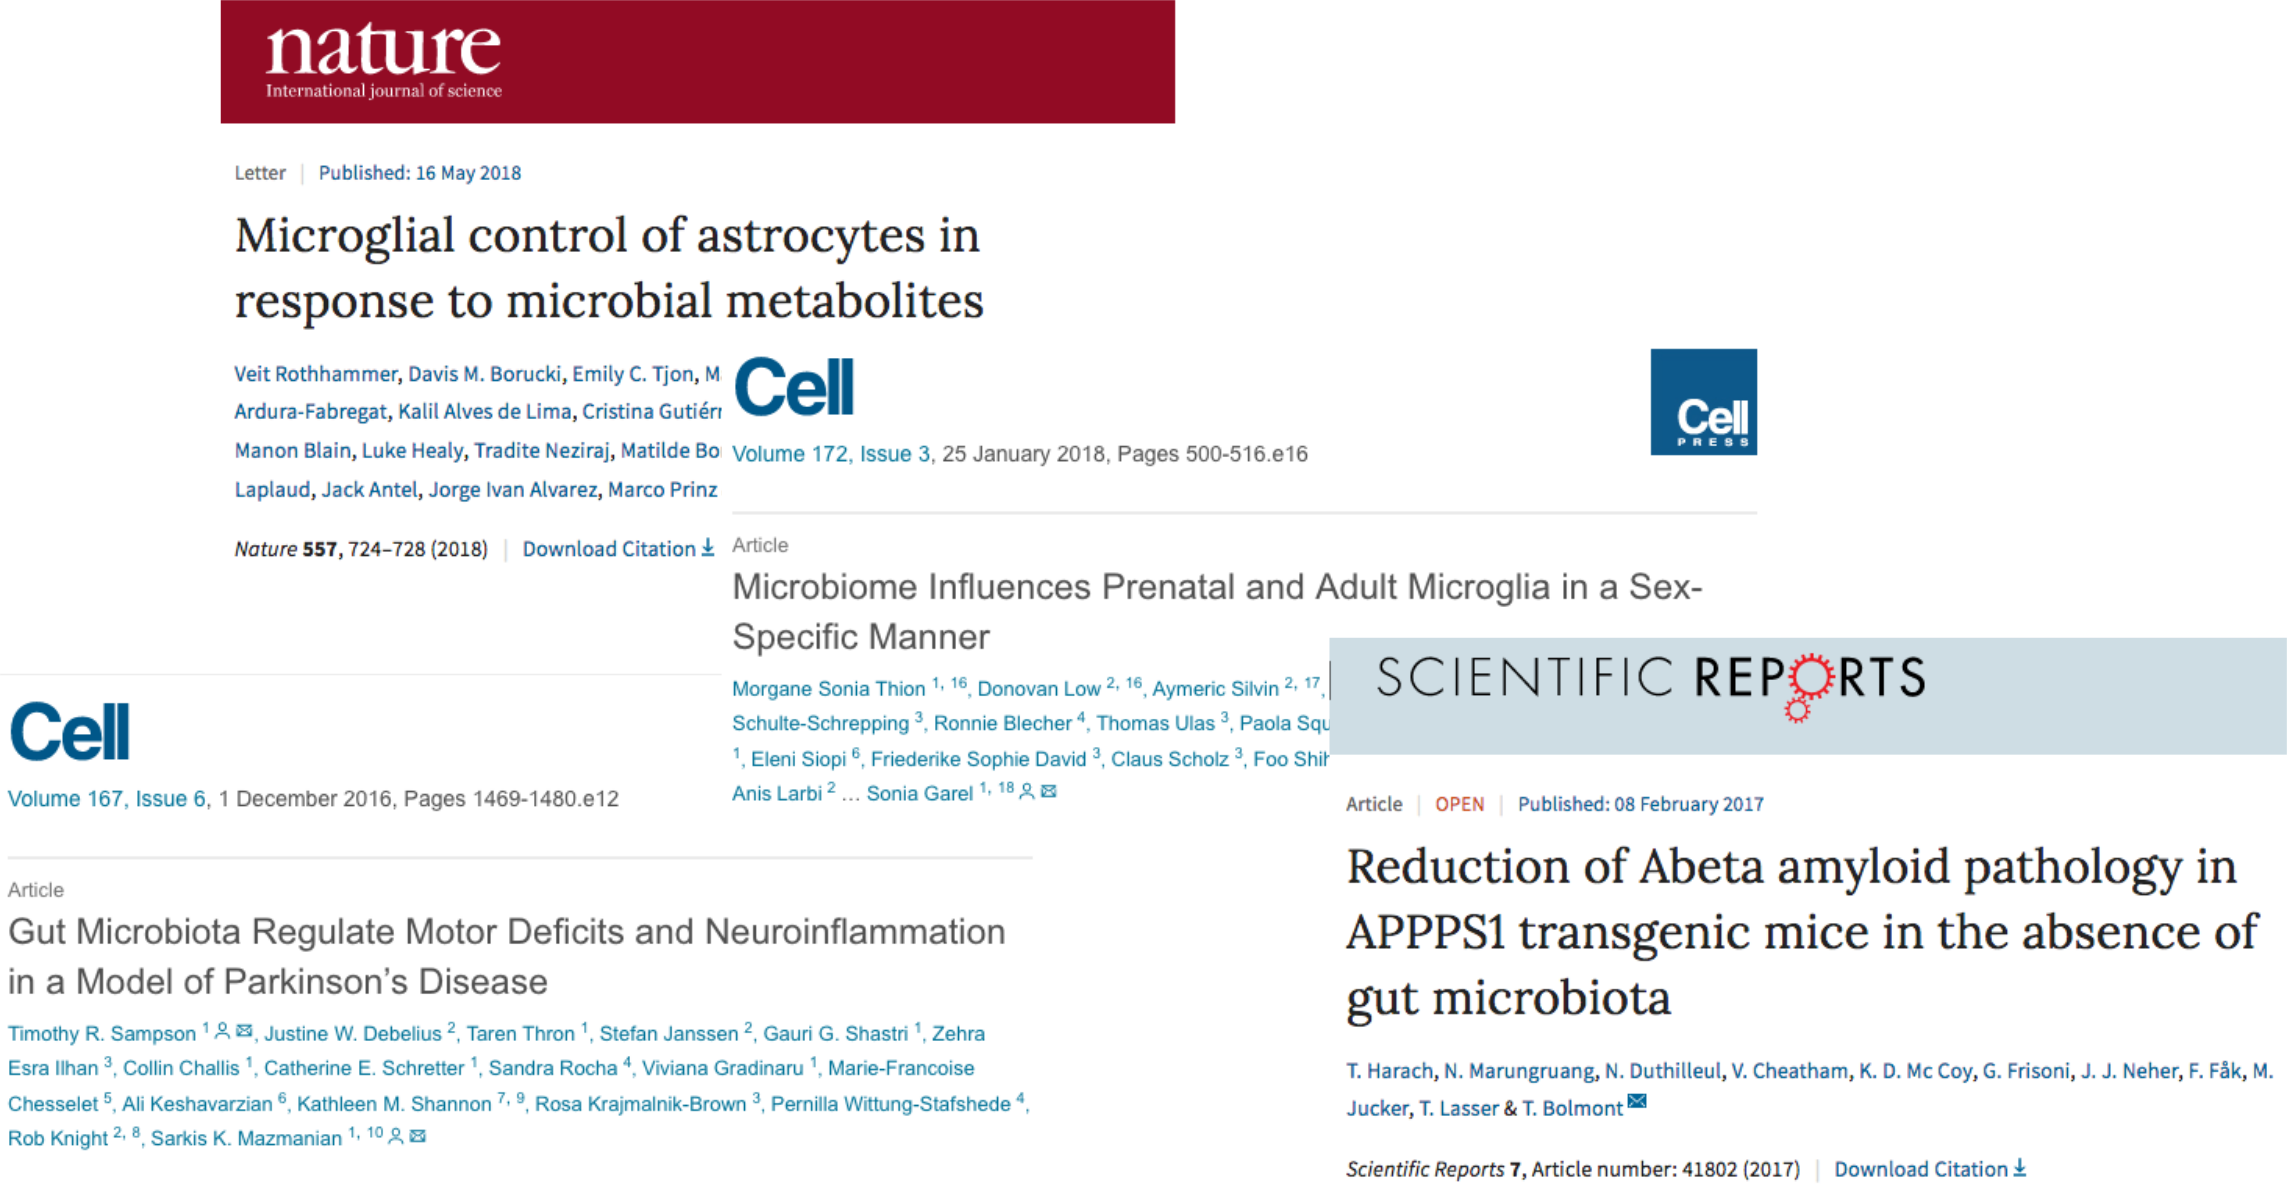 nature
International journal of science
Letter | Published: 16 May 2018
Microglial control of astrocytes in
response to microbial metabolites
Veit Rothhammer, Davis M. Borucki, Emily C. Tjon, M
Ardura-Fabregat, Kalil Alves de Lima, Cristina Gutiérr
Manon Blain, Luke Healy, Tradite Neziraj, Matilde Bo
Laplaud, Jack Antel, Jorge Ivan Alvarez, Marco Prinz
Nature 557, 724–728 (2018) | Download Citation
Cell
Cell
PRESS
Volume 172, Issue 3, 25 January 2018, Pages 500-516.e16
Article
Microbiome Influences Prenatal and Adult Microglia in a Sex-
Specific Manner
Morgane Sonia Thion 1, 16, Donovan Low 2, 16, Aymeric Silvin 2, 17,
Schulte-Schrepping 3, Ronnie Blecher 4, Thomas Ulas 3, Paola Squ
1, Eleni Siopi 6, Friederike Sophie David 3, Claus Scholz 3, Foo Shih
Anis Larbi 2 … Sonia Garel 1, 18
Cell
Volume 167, Issue 6, 1 December 2016, Pages 1469-1480.e12
Article
Gut Microbiota Regulate Motor Deficits and Neuroinflammation
in a Model of Parkinson's Disease
Timothy R. Sampson 1, Justine W. Debelius 2, Taren Thron 1, Stefan Janssen 2, Gauri G. Shastri 1, Zehra
Esra Ilhan 3, Collin Challis 1, Catherine E. Schretter 1, Sandra Rocha 4, Viviana Gradinaru 1, Marie-Francoise
Chesselet 5, Ali Keshavarzian 6, Kathleen M. Shannon 7, 9, Rosa Krajmalnik-Brown 3, Pernilla Wittung-Stafshede 4,
Rob Knight 2, 8, Sarkis K. Mazmanian 1, 10
SCIENTIFIC REPORTS
Article | OPEN | Published: 08 February 2017
Reduction of Abeta amyloid pathology in
APPPS1 transgenic mice in the absence of
gut microbiota
T. Harach, N. Marungruang, N. Duthilleul, V. Cheatham, K. D. Mc Coy, G. Frisoni, J. J. Neher, F. Fåk, M.
Jucker, T. Lasser & T. Bolmont
Scientific Reports 7, Article number: 41802 (2017) | Download Citation